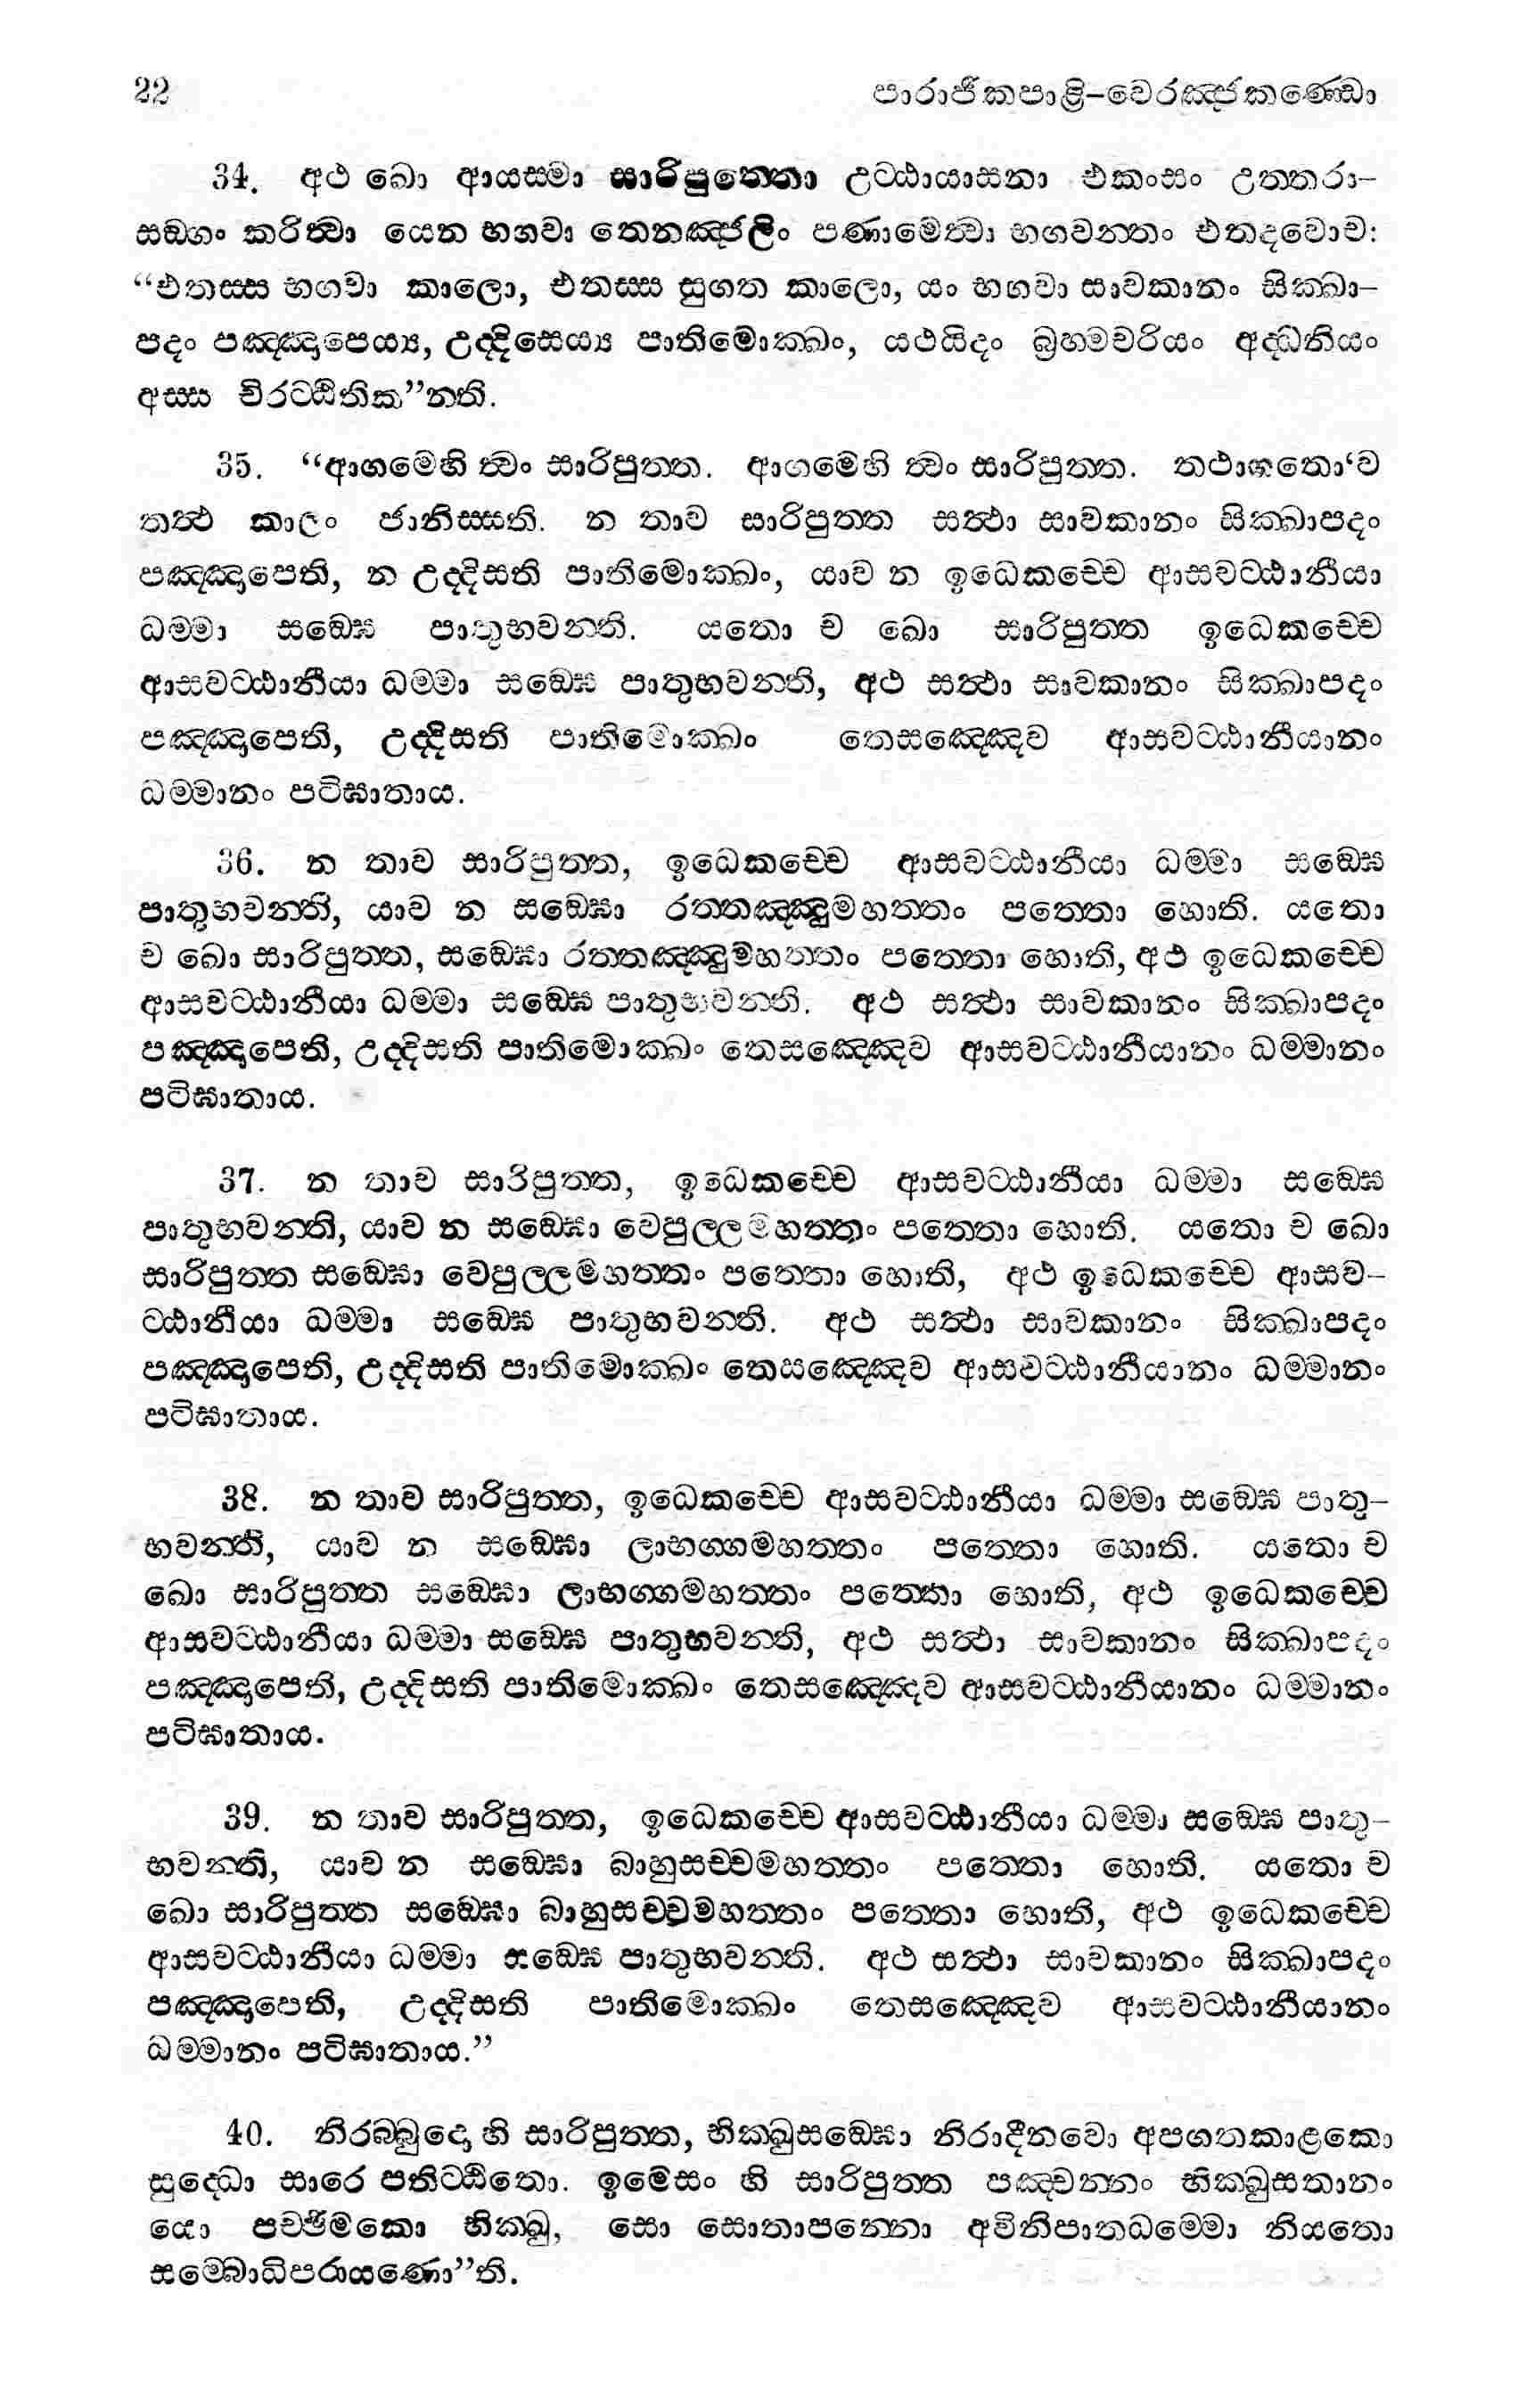 22 පාරාජිකපාළි–වෙරඤ්ජකණ්ඩො
34. අථ ඛො ආයස්මා සාරිපුත්තො උට්ඨායාසනා එකංසං උත්තරා–
සඞ්ගං කරිත්වා යෙන භගවා තෙනඤ්ජලිං පණාමෙත්වා භගවන්තං එතදවොච:
“එතස්ස භගවා කාලො, එතස්ස සුගත කාලො, යං භගවා සාවකානං සික්ඛා–
පදං පඤ්ඤාපෙය්‍ය, උද්දිසෙය්‍ය පාතිමොක්ඛං, යථයිදං බ්‍රහ්මචරියං අද්ධනියං
අස්ස චිරට්ඨිතික”න්ති.
35. “ආගමෙහි ත්වං සාරිපුත්ත. ආගමෙහි ත්වං සාරිපුත්ත. තථාගතො‘ව
තත්ථ කාලං ජානිස්සති. න තාව සාරිපුත්ත සත්ථා සාවකානං සික්ඛාපදං
පඤ්ඤාපෙති, න උද්දිසති පාතිමොක්ඛං, යාව න ඉධෙකච්චෙ ආසවට්ඨානීයා
ධම්මා සඞ්ඝෙ පාතුභවන්ති. යතො ච ඛො සාරිපුත්ත ඉධෙකච්චෙ
ආසවට්ඨානීයා ධම්මා සඞ්ඝෙ පාතුභවන්ති, අථ සත්ථා සාවකානං සික්ඛාපදං
පඤ්ඤාපෙති, උද්දිසති පාතිමොක්ඛං තෙසඤ්ඤෙව ආසවට්ඨානීයානං
ධම්මානං පටිඝාතාය.
36. න තාව සාරිපුත්ත, ඉධෙකච්චෙ ආසවට්ඨානීයා ධම්මා සඞ්ඝෙ
පාතුභවන්ති, යාව න සඞ්ඝො රත්තඤ්ඤුමහත්තං පත්තො හොති. යතො
ච ඛො සාරිපුත්ත, සඞ්ඝො රත්තඤ්ඤුමහත්තං පත්තො හොති, අථ ඉධෙකච්චෙ
ආසවට්ඨානීයා ධම්මා සඞ්ඝෙ පාතුභවන්ති. අථ සත්ථා සාවකානං සික්ඛාපදං
පඤ්ඤාපෙති, උද්දිසති පාතිමොක්ඛං තෙසඤ්ඤෙව ආසවට්ඨානීයානං ධම්මානං
පටිඝාතාය.
37. න තාව සාරිපුත්ත, ඉධෙකච්චෙ ආසවට්ඨානීයා ධම්මා සඞ්ඝෙ
පාතුභවන්ති, යාව න සඞ්ඝො වෙපුල්ලමහත්තං පත්තො හොති. යතො ච ඛො
සාරිපුත්ත සඞ්ඝො වෙපුල්ලමහත්තං පත්තො හොති, අථ ඉධෙකච්චෙ ආසව–
ට්ඨානීයා ධම්මා සඞ්ඝෙ පාතුභවන්ති. අථ සත්ථා සාවකානං සික්ඛාපදං
පඤ්ඤාපෙති, උද්දිසති පාතිමොක්ඛං තෙයඤ්ඤෙව ආසවට්ඨානීයානං ධම්මානං
පටිඝාතාය.
38. න තාව සාරිපුත්ත, ඉධෙකච්චෙ ආසවට්ඨානීයා ධම්මා සඞ්ඝෙ පාතු–
භවන්ති, යාව න සඞ්ඝො ලාභග්ගමහත්තං පත්තො හොති. යතො ච
ඛො සාරිපුත්ත සඞ්ඝො ලාභග්ගමහත්තං පත්තො හොති, අථ ඉධෙකච්චෙ
ආසවට්ඨානීයා ධම්මා සඞ්ඝෙ පාතුභවන්ති, අථ සත්ථා සාවකානං සික්ඛාපදං
පඤ්ඤාපෙති, උද්දිසති පාතිමොක්ඛං තෙසඤ්ඤෙව ආසවට්ඨානීයානං ධම්මානං
පටිඝාතාය.
39. න තාව සාරිපුත්ත, ඉධෙකච්චෙ ආසවට්ඨානීයා ධම්මා සඞ්ඝෙ පාතු–
භවන්ති, යාව න සඞ්ඝො බාහුසච්චමහත්තං පත්තො හොති. යතො ච
ඛො සාරිපුත්ත සඞ්ඝො බාහුසච්චමහත්තං පත්තො හොති, අථ ඉධෙකච්චෙ
ආසවට්ඨානීයා ධම්මා සඞ්ඝෙ පාතුභවන්ති. අථ සත්ථා සාවකානං සික්ඛාපදං
පඤ්ඤාපෙති, උද්දිසති පාතිමොක්ඛං තෙසඤ්ඤෙව ආසවට්ඨානීයානං
ධම්මානං පටිඝාතාය.”
40. නිරබ්බුදො හි සාරිපුත්ත, භික්ඛුසඞ්ඝො නිරාදීනවො අපගතකාළකො
සුද්ධො සාරෙ පතිට්ඨිතො. ඉමෙසං හි සාරිපුත්ත පඤ්චන්නං භික්ඛුසතානං
යො පච්ඡිමකො භික්ඛු, සො සොතාපන්නො අවිනිපාතධම්මො නියතො
සම්බොධිපරායණො”ති.